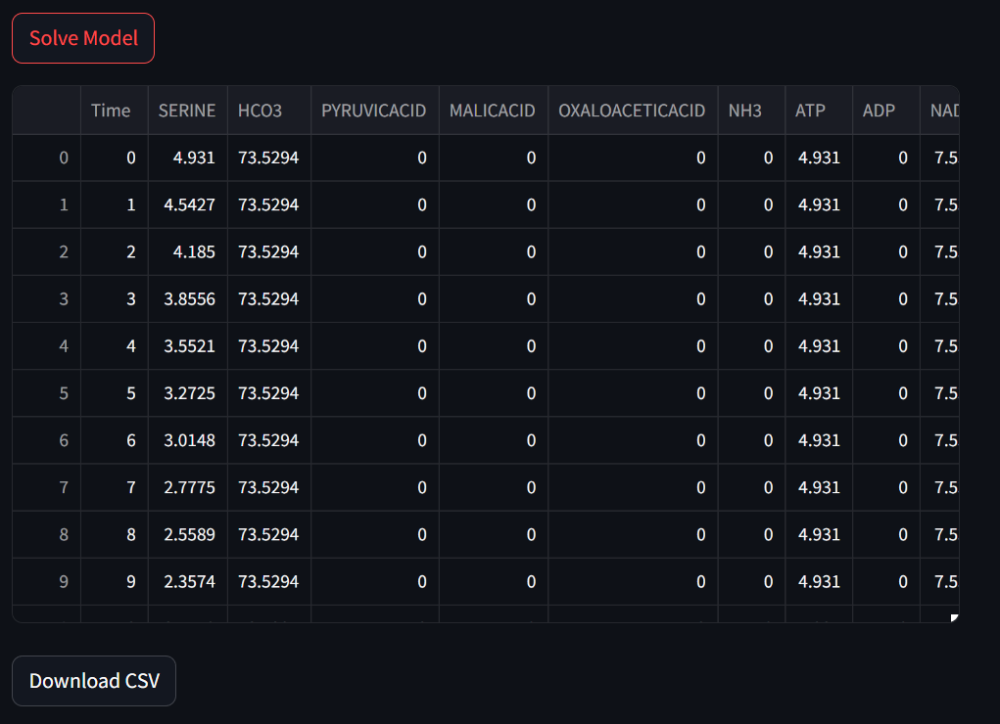 Solve Model
Time SERINE HCO3 PYRUVICACID MALICACID OXALOACETICACID NH3 ATP ADP NAD
0 0 4.931 73.5294 0 0 0 0 4.931 0 7.5
1 1 4.5427 73.5294 0 0 0 0 4.931 0 7.5
2 2 4.185 73.5294 0 0 0 0 4.931 0 7.5
3 3 3.8556 73.5294 0 0 0 0 4.931 0 7.5
4 4 3.5521 73.5294 0 0 0 0 4.931 0 7.5
5 5 3.2725 73.5294 0 0 0 0 4.931 0 7.5
6 6 3.0148 73.5294 0 0 0 0 4.931 0 7.5
7 7 2.7775 73.5294 0 0 0 0 4.931 0 7.5
8 8 2.5589 73.5294 0 0 0 0 4.931 0 7.5
9 9 2.3574 73.5294 0 0 0 0 4.931 0 7.5
Download CSV